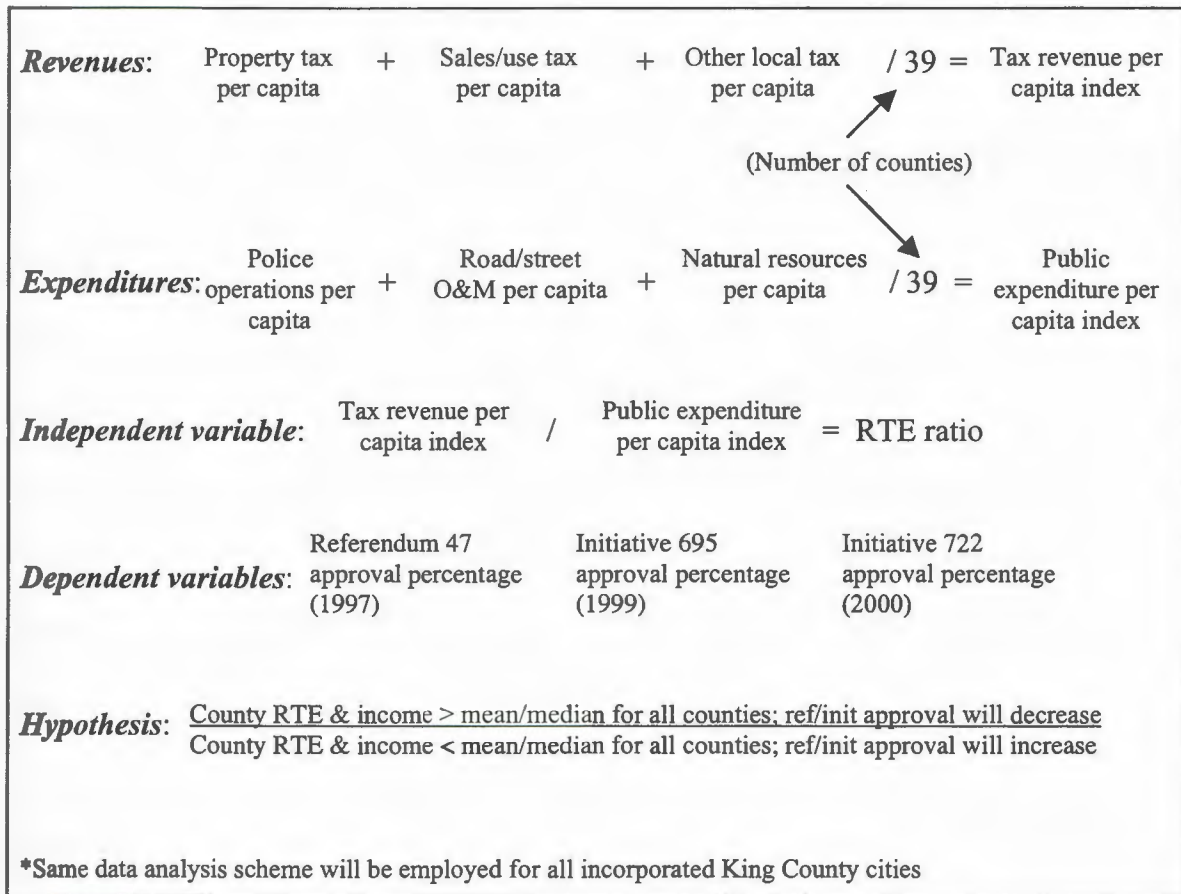 Revenues: Property tax + Sales/use tax + Other local tax / 39 = Tax revenue per
per capita per capita per capita capita index
(Number of counties)
Police Road/street Natural resources Public
Expenditures: operations per + O&M per capita + per capita / 39 = expenditure per
capita capita index
Tax revenue per Public expenditure
Independent variable: capita index / per capita index = RTE ratio
Referendum 47 Initiative 695 Initiative 722
Dependent variables: approval percentage approval percentage approval percentage
(1997) (1999) (2000)
Hypothesis: County RTE & income > mean/median for all counties; ref/init approval will decrease
County RTE & income < mean/median for all counties; ref/init approval will increase
*Same data analysis scheme will be employed for all incorporated King County cities